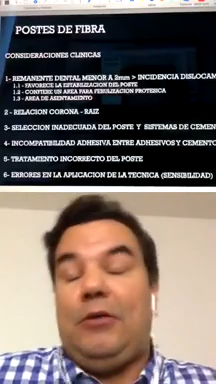 POSTES DE FIBRA
CONSIDERACIONES CLINICAS
1- REMANENTE DENTAL MENOR A 2mm > INCIDENCIA DISLOCAM
1.1 - FAVORECE LA ESTABILIZACION DEL POSTE
1.2 - CONTIENE UN AREA PARA FERULIZACIÓN PROTÉSICA
1.3 - AREA DE ASENTAMIENTO
2 - RELACION CORONA - RAIZ
3- SELECCION INADECUADA DEL POSTE Y SISTEMAS DE CEMEN
4- INCOMPATIBILIDAD ADHESIVA ENTRE ADHESIVOS Y CEMENTO
5- TRATAMIENTO INCORRECTO DEL POSTE
6- ERRORES EN LA APLICACION DE LA TECNICA (SENSIBILIDAD)